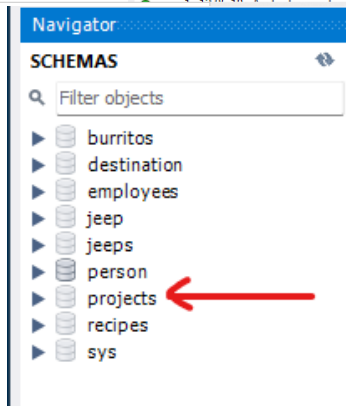 Navigator
SCHEMAS
Filter objects
burritos
destination
employees
jeep
jeeps
person
projects
recipes
sys